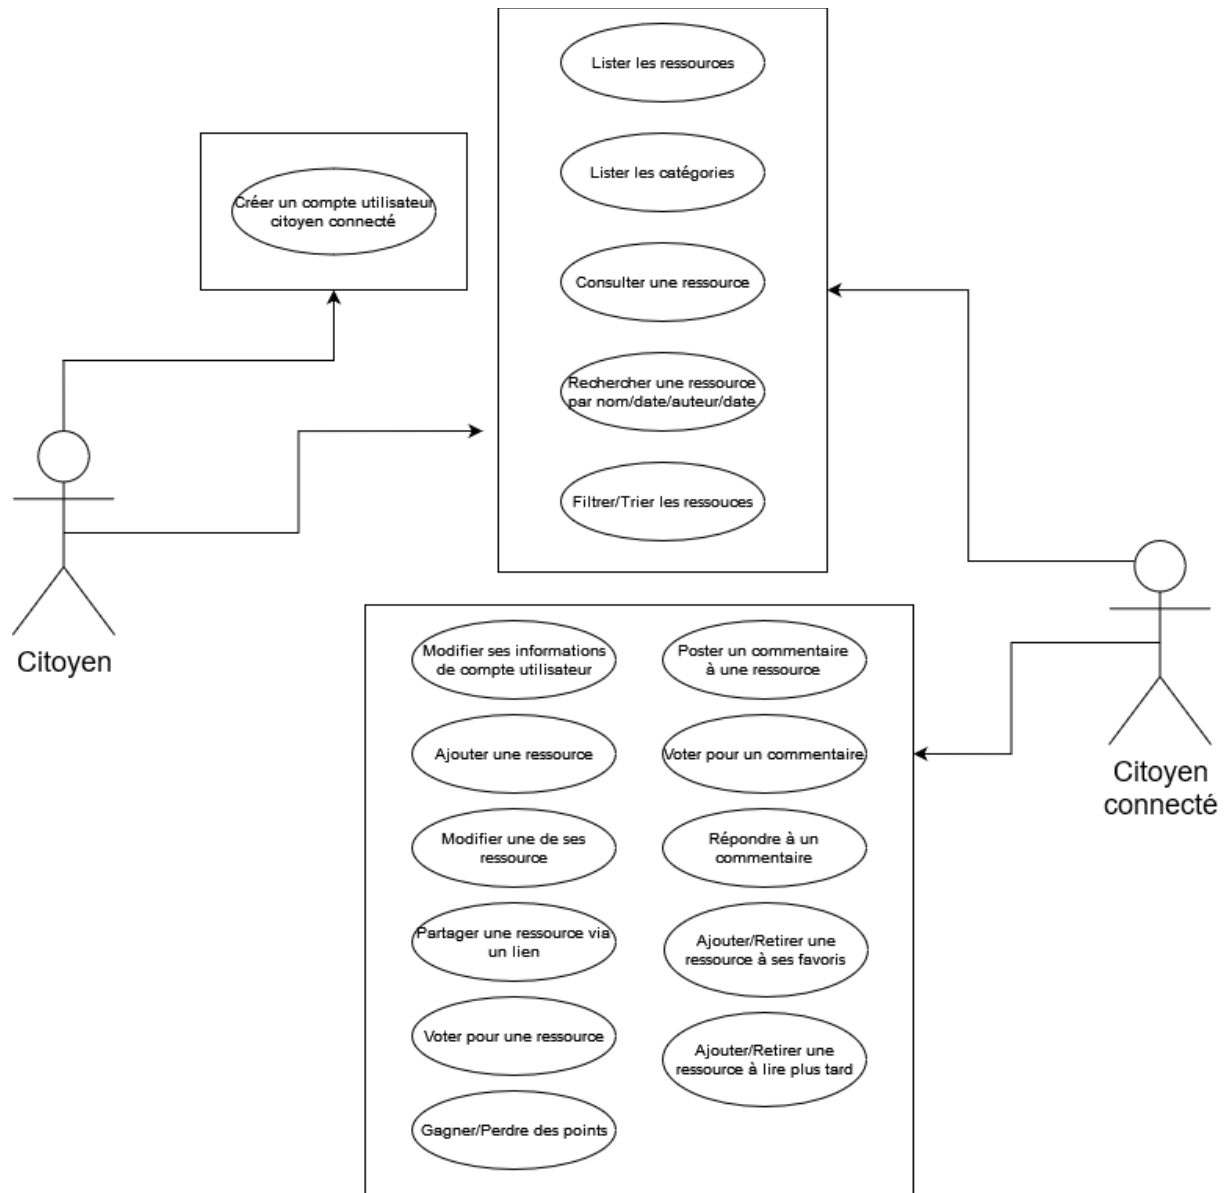 Lister les ressources
Lister les catégories
Créer un compte utilisateur
citoyen connecté
Consulter une ressource
Rechercher une ressource
par nom/date/auteur/date
Filtrer/Trier les ressouces
Citoyen
Citoyen
connecté
Modifier ses informations
de compte utilisateur
Ajouter une ressource
Modifier une de ses
ressource
Partager une ressource via
un lien
Voter pour une ressource
Gagner/Perdre des points
Poster un commentaire
à une ressource
Voter pour un commentaire
Répondre à un
commentaire
Ajouter/Retirer une
ressource à ses favoris
Ajouter/Retirer une
ressource à lire plus tard